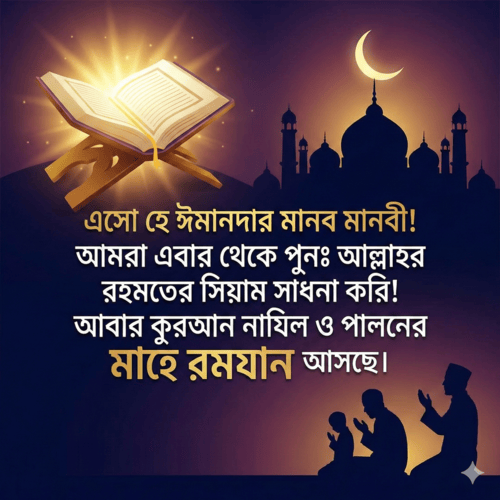 এসো হে ঈমানদার মানব মানবী!
আমরা এবার থেকে পুনঃ আল্লাহর
রহমতের সিয়াম সাধনা করি!
আবার কুরআন নাযিল ও পালনের
মাহে রমযান আসছে।